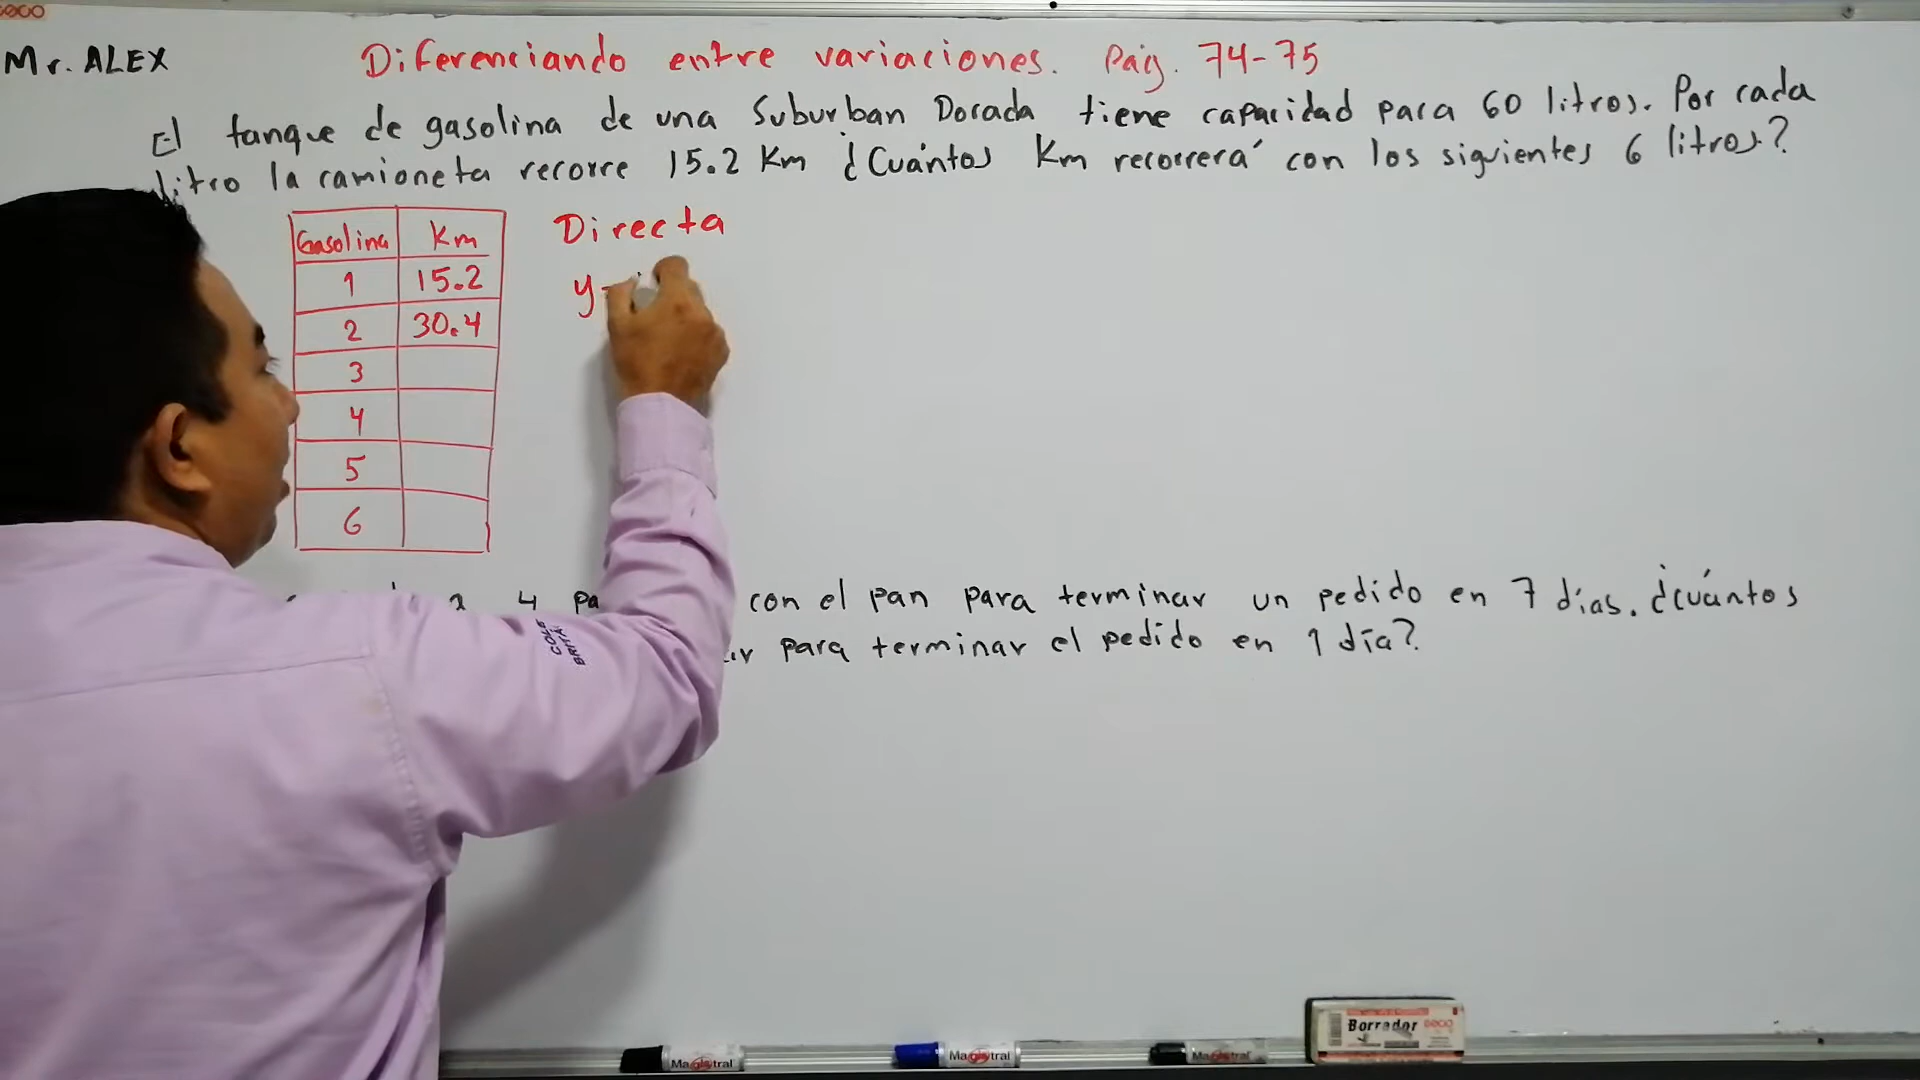 Mr. ALEX
Diferenciando entre variaciones. Pág. 74-75
El tanque de gasolina de una Suburban Dorada tiene capacidad para 60 litros. Por cada
litro la camioneta recorre 15.2 Km ¿Cuántos Km recorrerá con los siguientes 6 litros?
Gasolina Km
1 15.2
2 30.4
3
4
5
6
Directa
y
4 con el pan para terminar un pedido en 7 días. ¿cuántos
para terminar el pedido en 1 día?
Magistral
Magistral
Magistral
Borrador